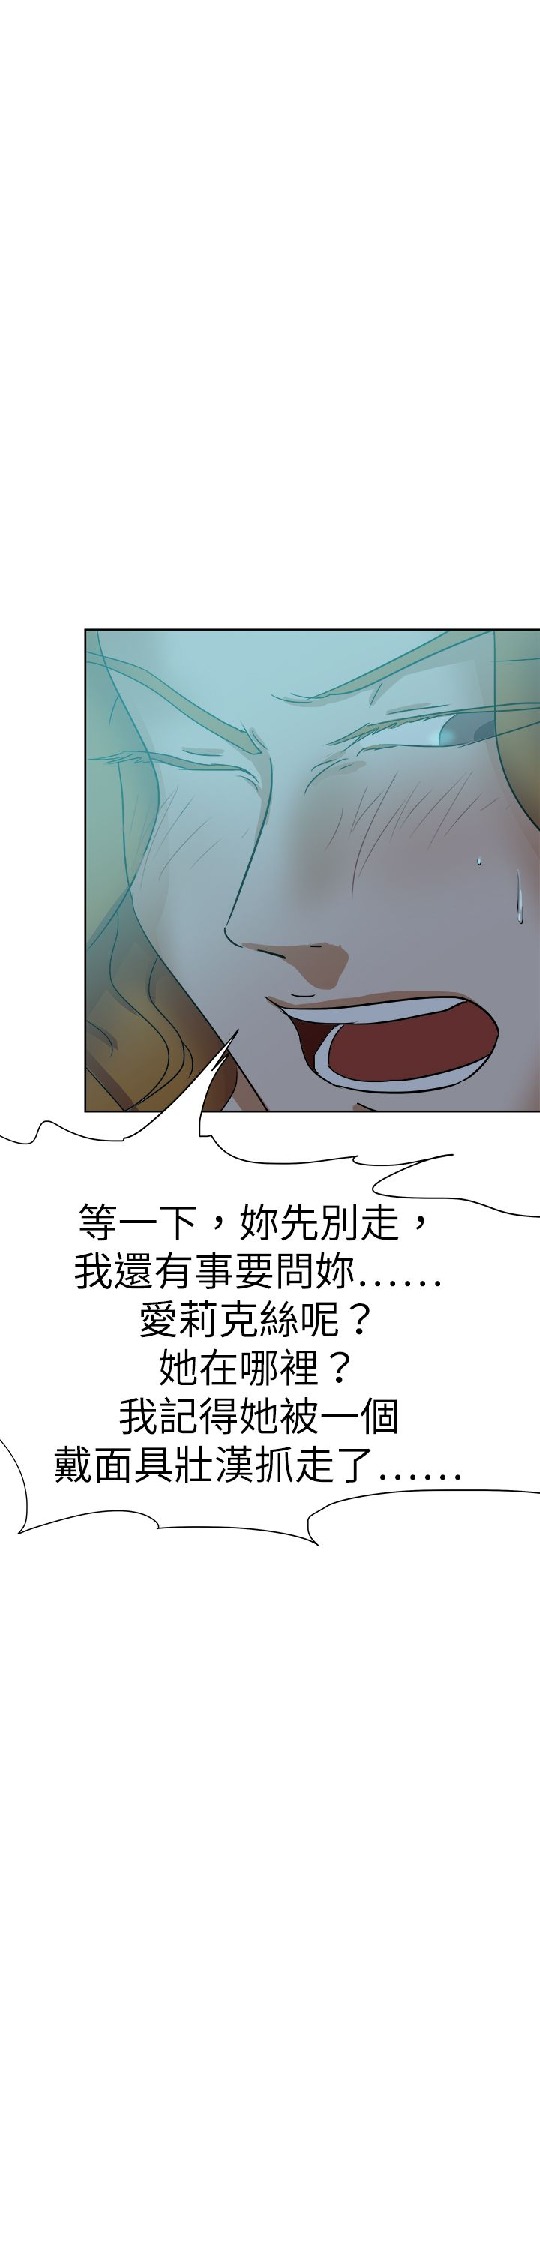 等一下，妳先別走，
我還有事要問妳……
愛莉克絲呢？
她在哪裡？
我記得她被一個
戴面具壯漢抓走了……